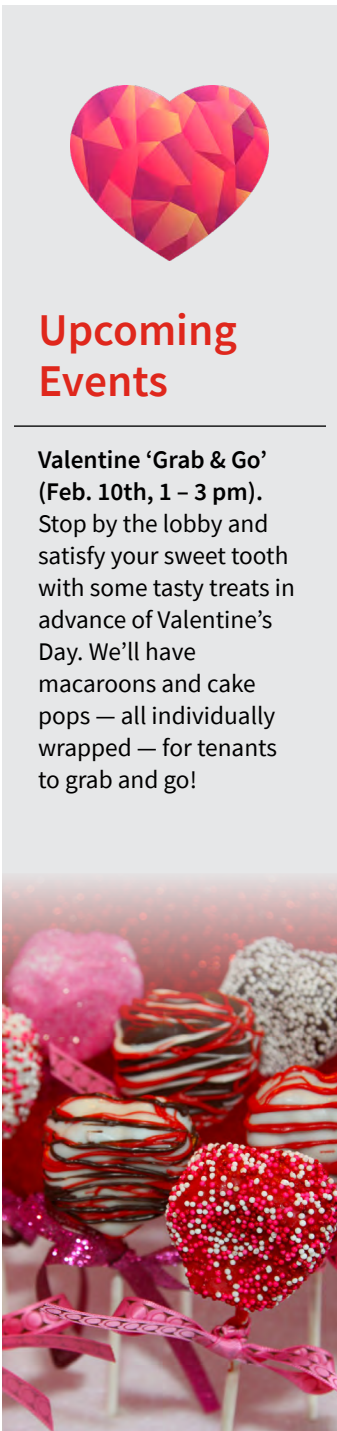 Upcoming
Events
Valentine ‘Grab & Go’
(Feb. 10th, 1 – 3 pm).
Stop by the lobby and
satisfy your sweet tooth
with some tasty treats in
advance of Valentine’s
Day. We’ll have
macaroons and cake
pops — all individually
wrapped — for tenants
to grab and go!